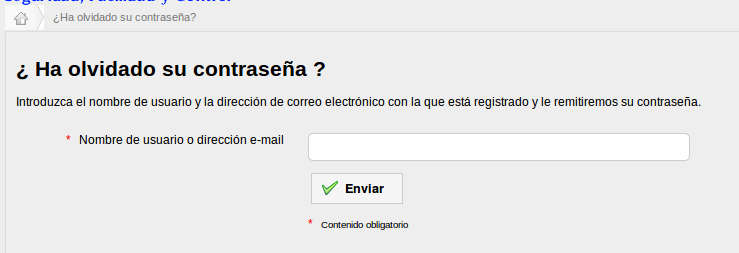 Seguridad, Facilidad y Control
¿Ha olvidado su contraseña?
¿ Ha olvidado su contraseña ?
Introduzca el nombre de usuario y la dirección de correo electrónico con la que está registrado y le remitiremos su contraseña.
* Nombre de usuario o dirección e-mail
Enviar
* Contenido obligatorio